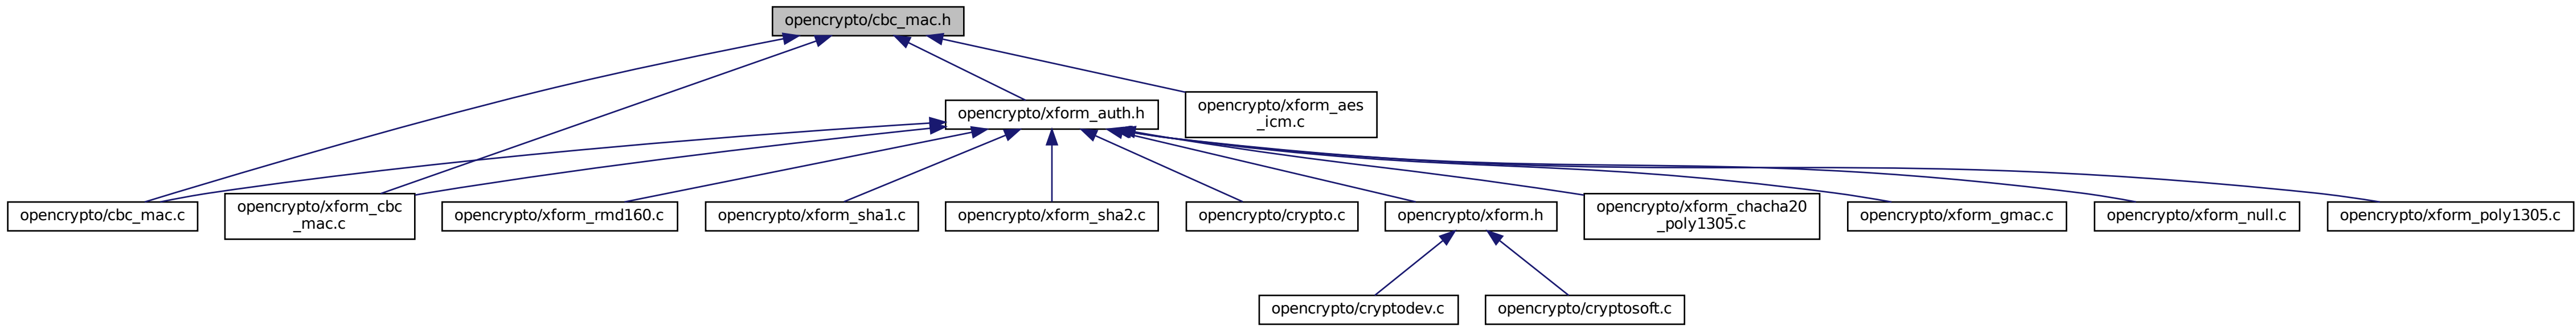 opencrypto/cbc_mac.h
opencrypto/xform_auth.h
opencrypto/xform_aes
_icm.c
opencrypto/cbc_mac.c
opencrypto/xform_cbc
_mac.c
opencrypto/xform_rmd160.c
opencrypto/xform_sha1.c
opencrypto/xform_sha2.c
opencrypto/crypto.c
opencrypto/xform.h
opencrypto/xform_chacha20
_poly1305.c
opencrypto/xform_gmac.c
opencrypto/xform_null.c
opencrypto/xform_poly1305.c
opencrypto/cryptodev.c
opencrypto/cryptosoft.c